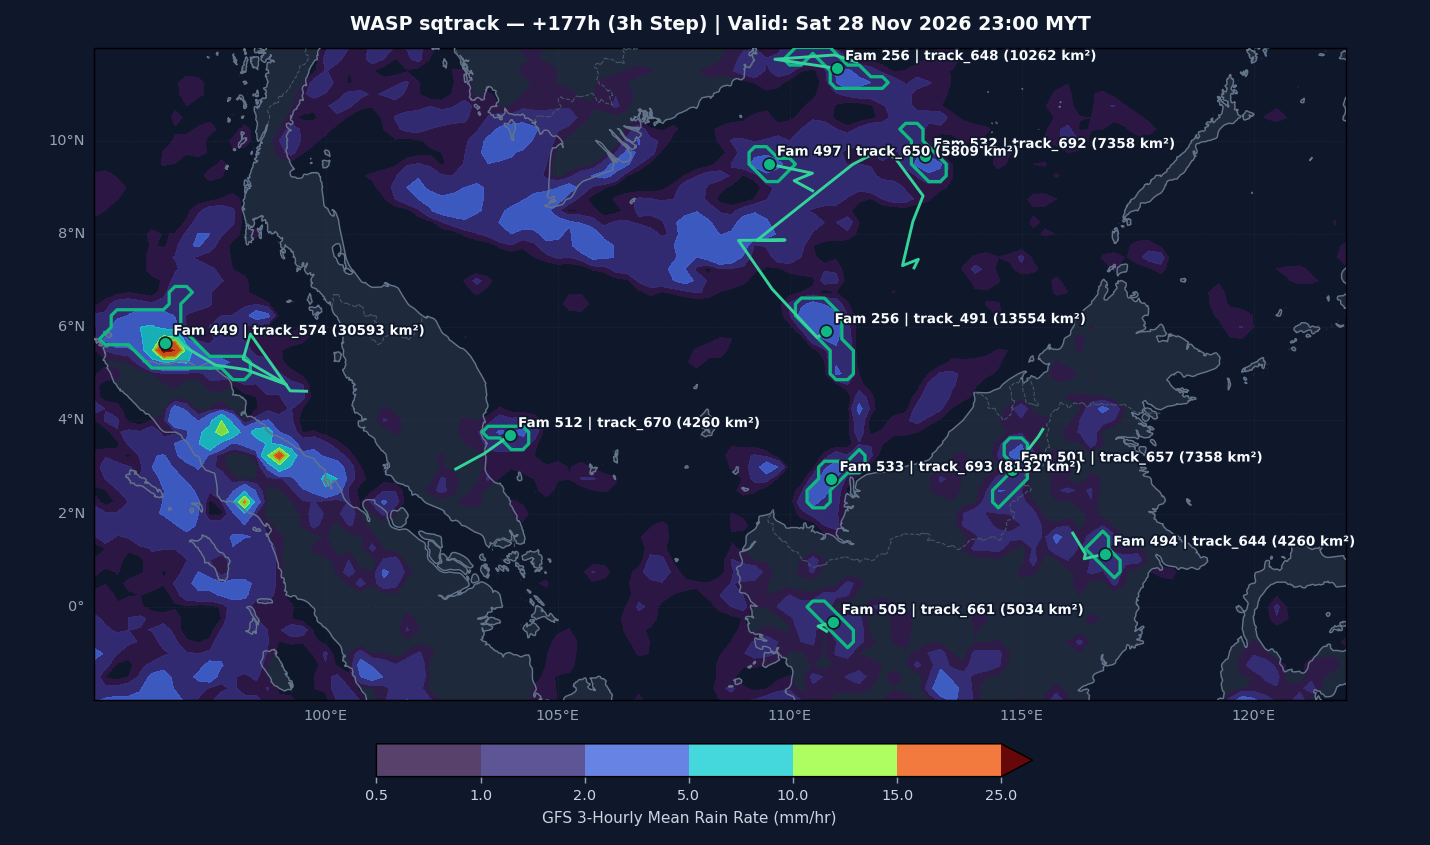 WASP sqtrack — +177h (3h Step) | Valid: Sat 28 Nov 2026 23:00 MYT
Fam 256 | track_648 (10262 km²)
10°N
Fam 532 | track_692 (7358 km²)
Fam 497 | track_650 (5809 km²)
8°N
6°N
Fam 449 | track_574 (30593 km²)
Fam 256 | track_491 (13554 km²)
4°N
Fam 512 | track_670 (4260 km²)
Fam 501 | track_657 (7358 km²)
Fam 533 | track_693 (8132 km²)
2°N
Fam 494 | track_644 (4260 km²)
0°
Fam 505 | track_661 (5034 km²)
100°E 105°E 110°E 115°E 120°E
0.5 1.0 2.0 5.0 10.0 15.0 25.0
GFS 3-Hourly Mean Rain Rate (mm/hr)